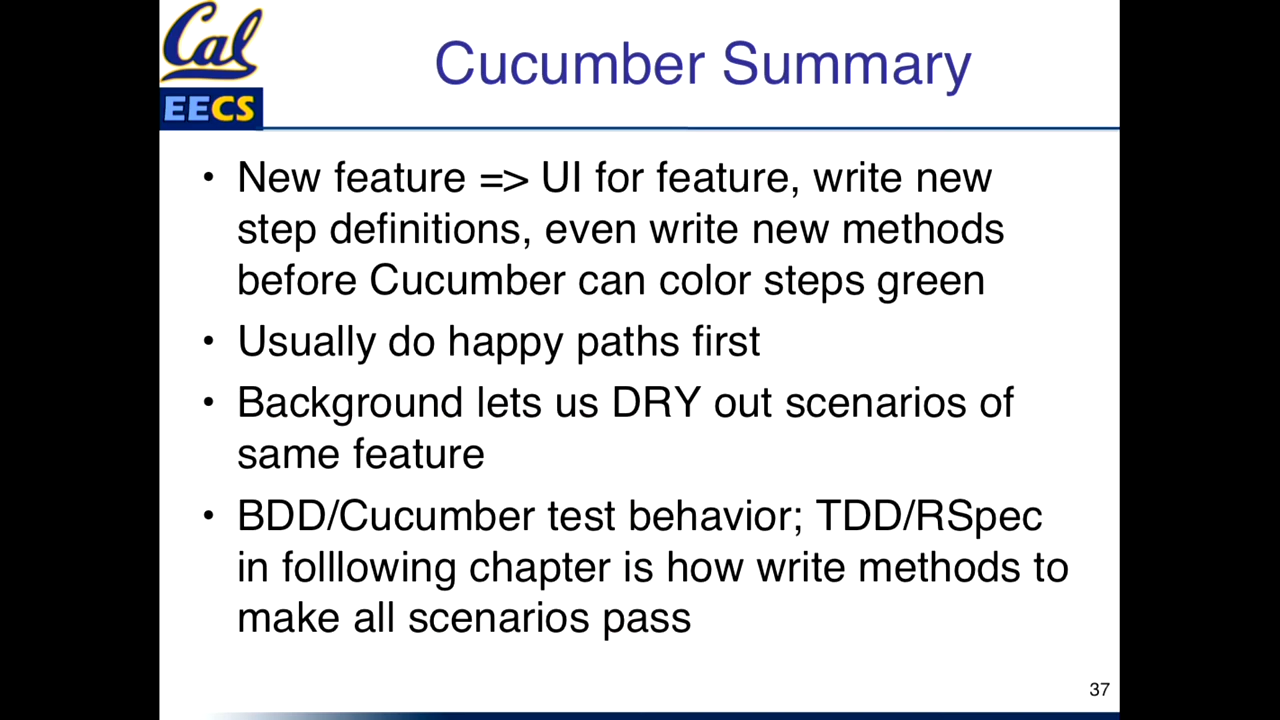 Cal
EECS
Cucumber Summary
• New feature => UI for feature, write new
step definitions, even write new methods
before Cucumber can color steps green
• Usually do happy paths first
• Background lets us DRY out scenarios of
same feature
• BDD/Cucumber test behavior; TDD/RSpec
in folllowing chapter is how write methods to
make all scenarios pass
37